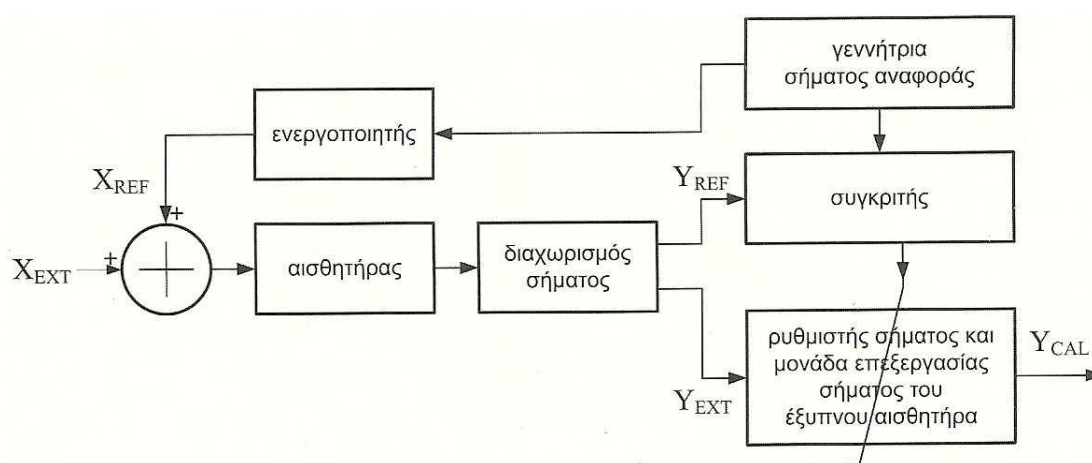 γεννήτρια
σήματος αναφοράς
ενεργοποιητής
X_REF
Y_REF
συγκριτής
+
+
X_EXT
αισθητήρας
διαχωρισμός
σήματος
ρυθμιστής σήματος και
μονάδα επεξεργασίας
σήματος του
έξυπνου αισθητήρα
Y_CAL
Y_EXT